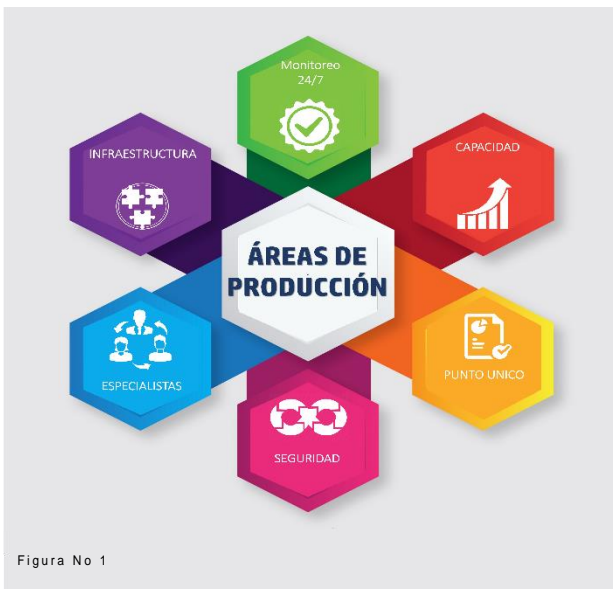 Monitoreo
24/7
INFRAESTRUCTURA
CAPACIDAD
ÁREAS DE
PRODUCCIÓN
ESPECIALISTAS
PUNTO UNICO
SEGURIDAD
Figura No 1